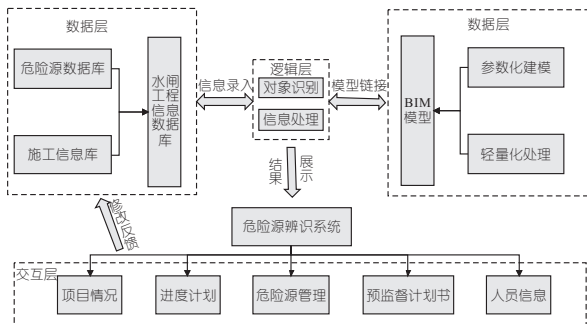 数据层
危险源数据库
施工信息库
水闸
工程
信息
数据
库
信息录入
逻辑层
对象识别
信息处理
模型链接
数据层
BIM
模型
参数化建模
轻量化处理
结果
展示
修改反馈
危险源辨识系统
交互层
项目情况
进度计划
危险源管理
预监督计划书
人员信息